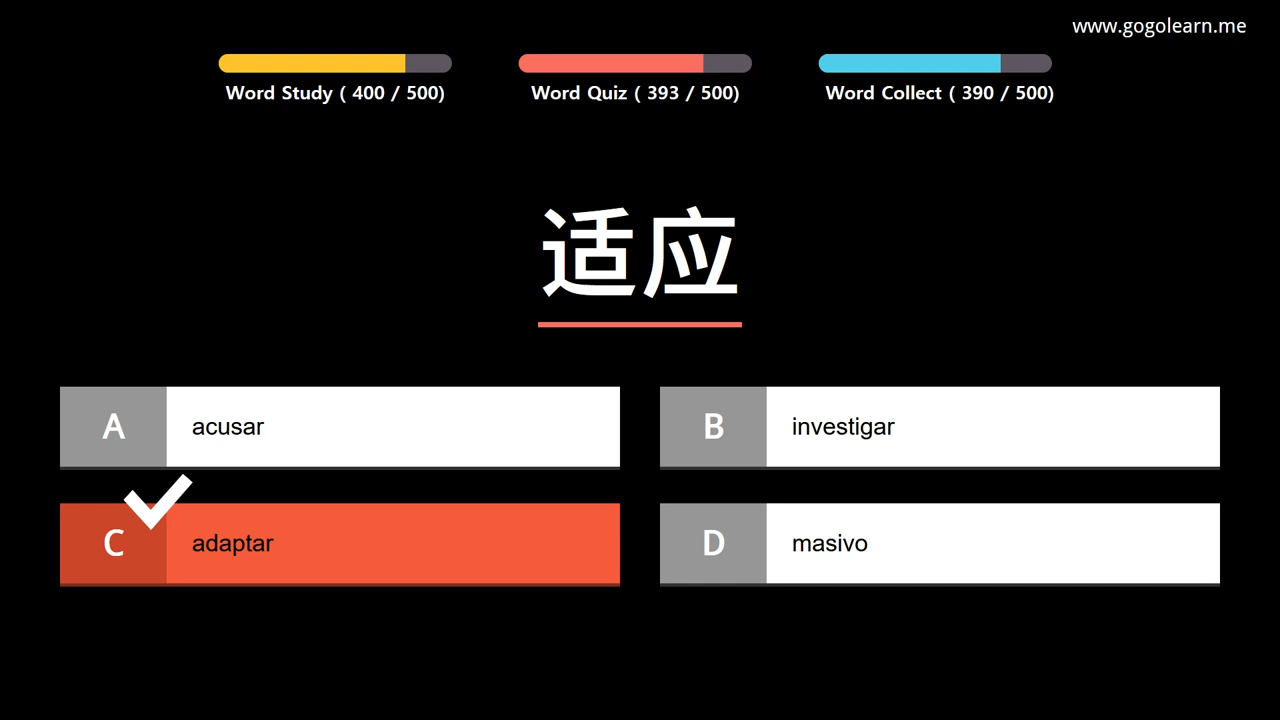 www.gogolearn.me
Word Study ( 400 / 500)
Word Quiz ( 393 / 500)
Word Collect ( 390 / 500)
适应
A acusar
B investigar
C adaptar
D masivo